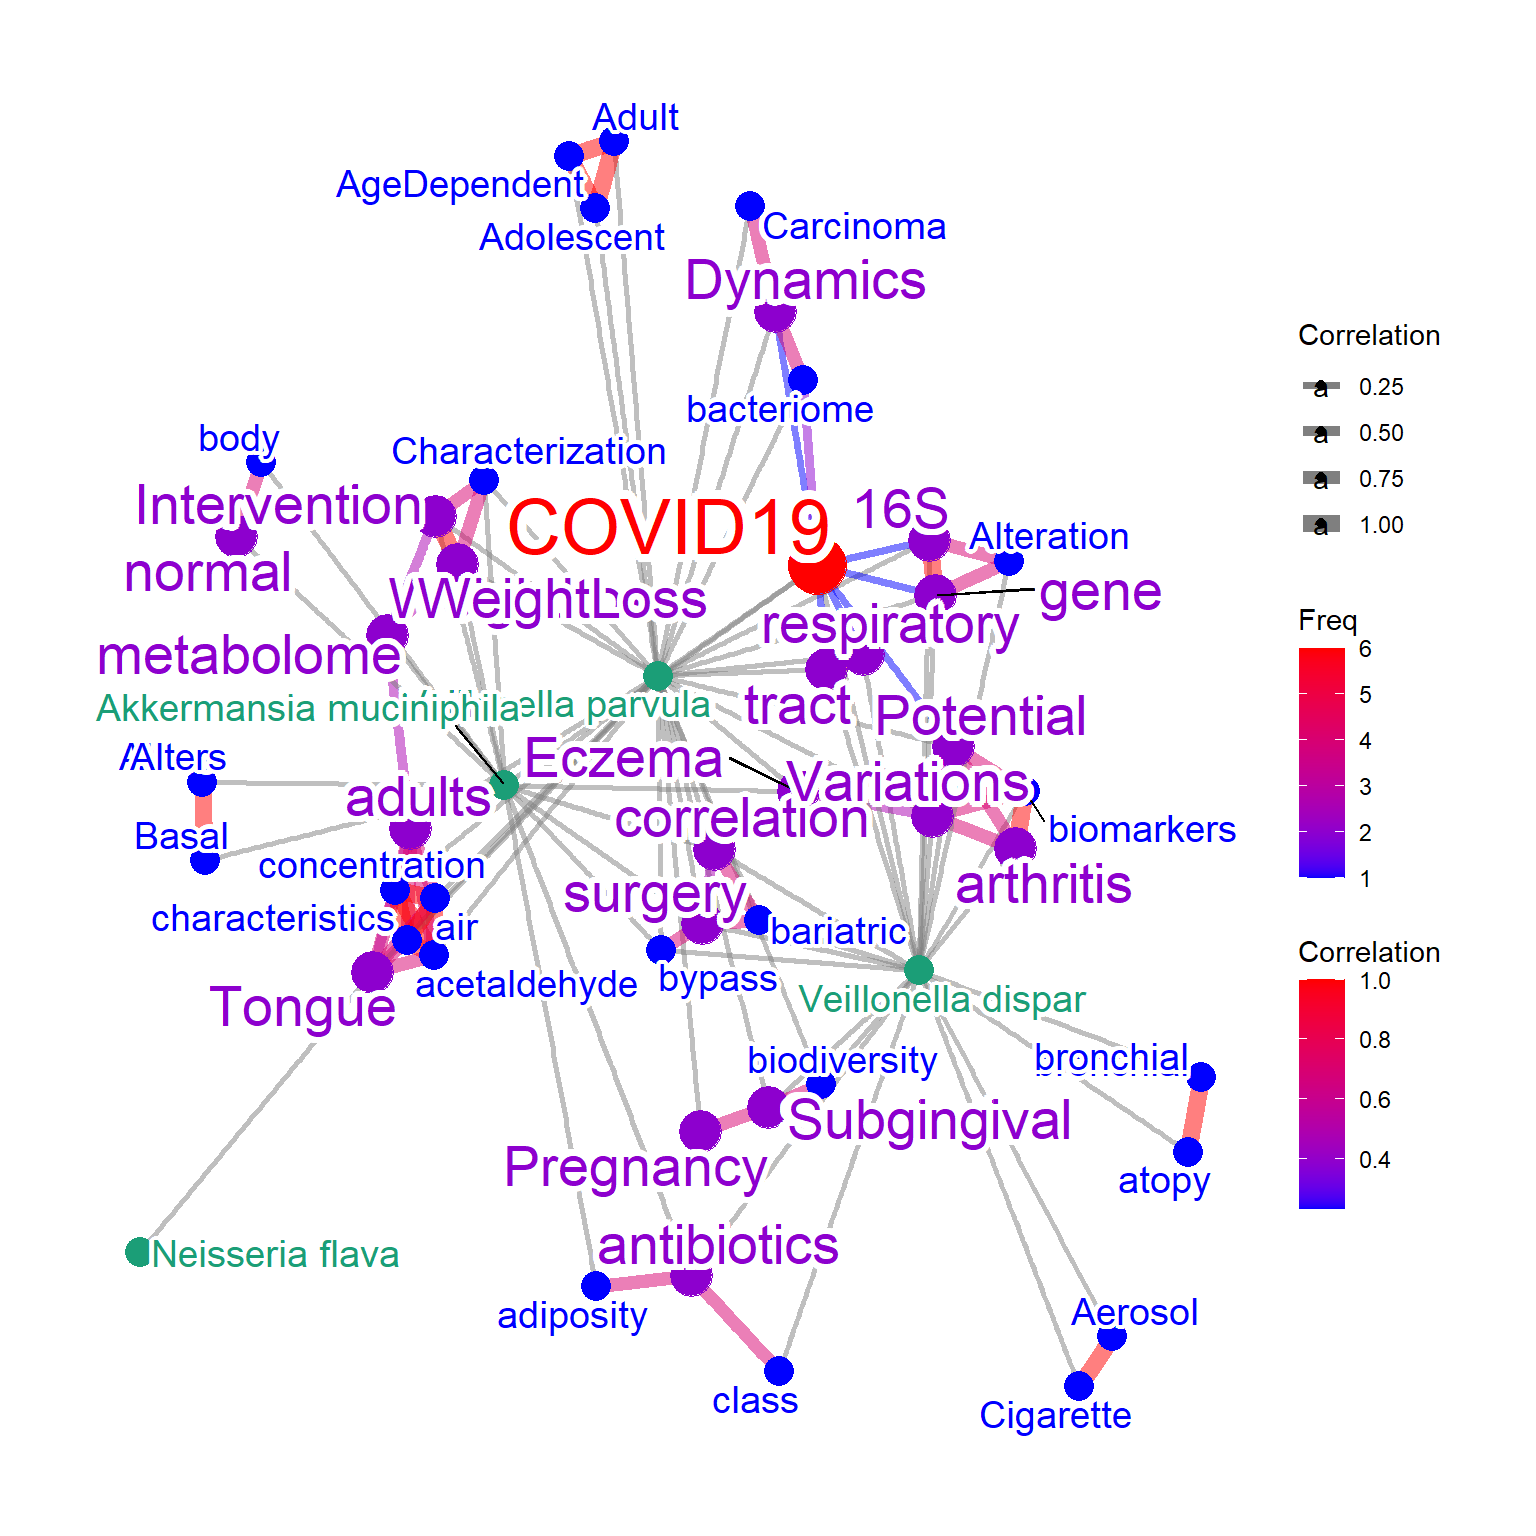 Adult
AgeDependent
Adolescent
Carcinoma
Dynamics
bacteriome
body
Characterization
Intervention
COVID19
16S
Alteration
normal
WeightLoss
gene
respiratory
metabolome
Akkermansia muciniphila
ella parvula
tract
Potential
Alters
Eczema
Variations
adults
correlation
biomarkers
Basal
concentration
surgery
arthritis
characteristics
air
bariatric
acetaldehyde
bypass
Tongue
Veillonella dispar
biodiversity
bronchial
Subgingival
Pregnancy
atopy
antibiotics
Neisseria flava
adiposity
Aerosol
class
Cigarette
Correlation
a 0.25
a 0.50
a 0.75
a 1.00
Freq
6
5
4
3
2
1
Correlation
1.0
0.8
0.6
0.4